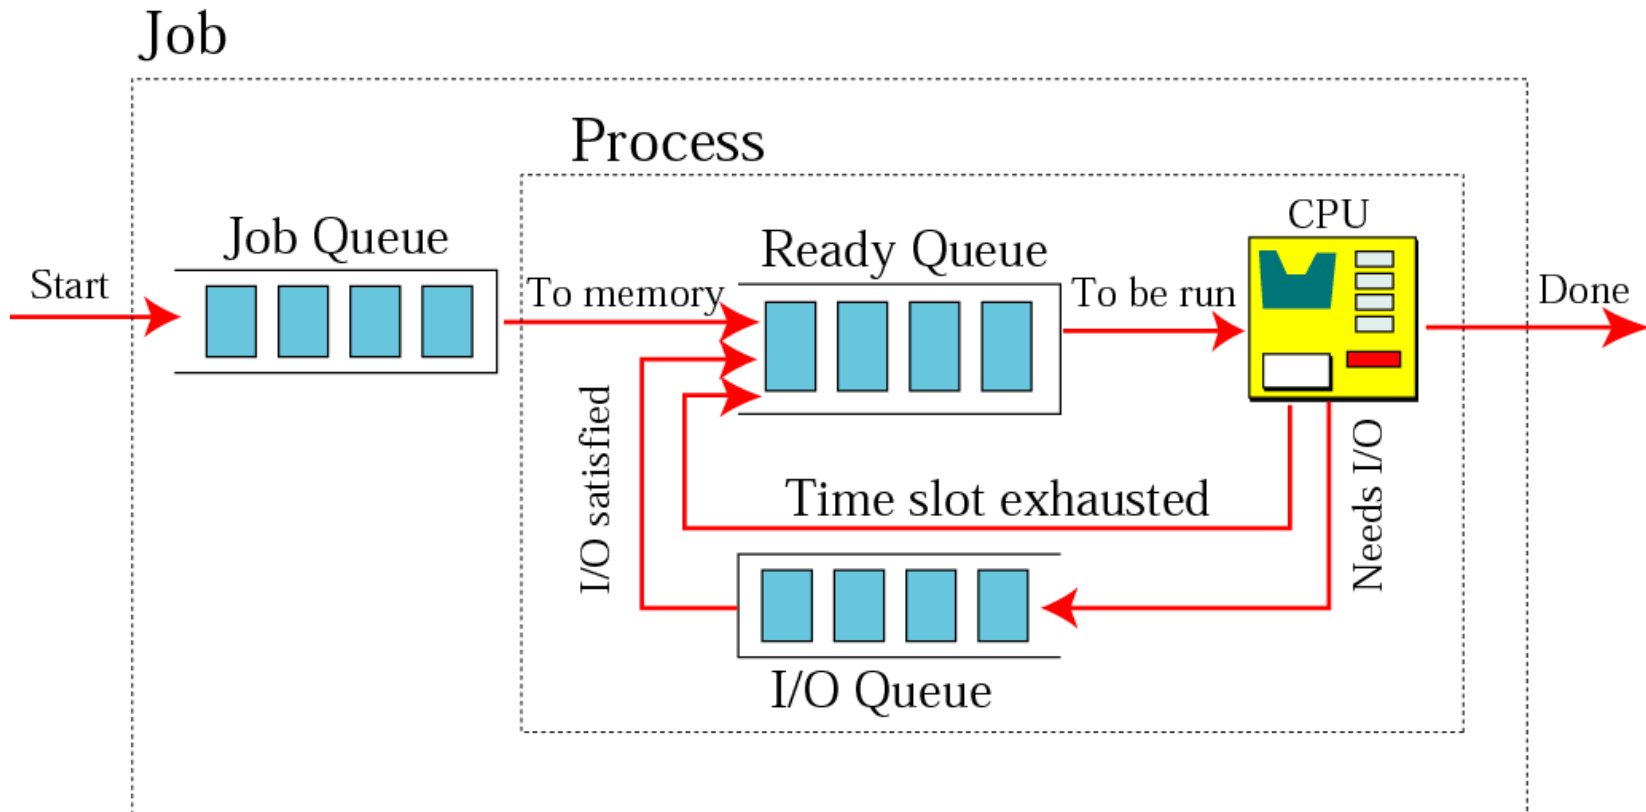 Job
Process
CPU
Job Queue
Ready Queue
Start
To memory
To be run
Done
I/O satisfied
Time slot exhausted
Needs I/O
I/O Queue